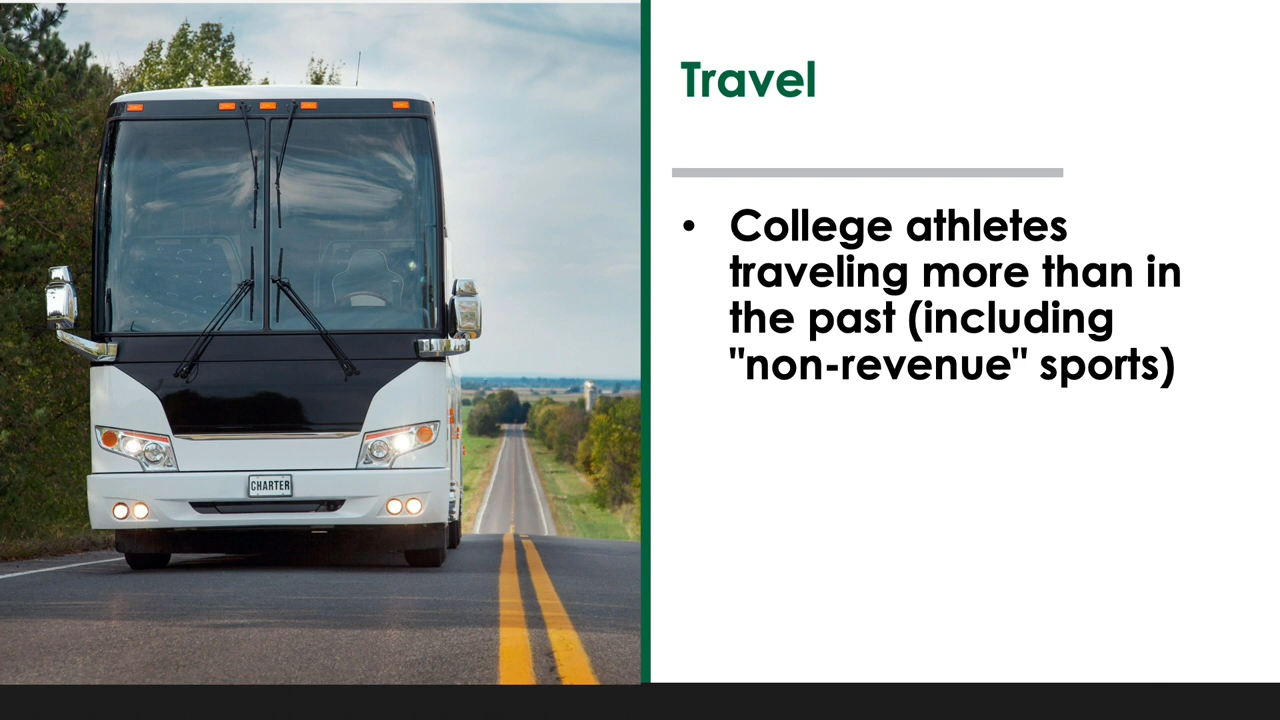 Travel
• College athletes
traveling more than in
the past (including
"non-revenue" sports)
CHARTER